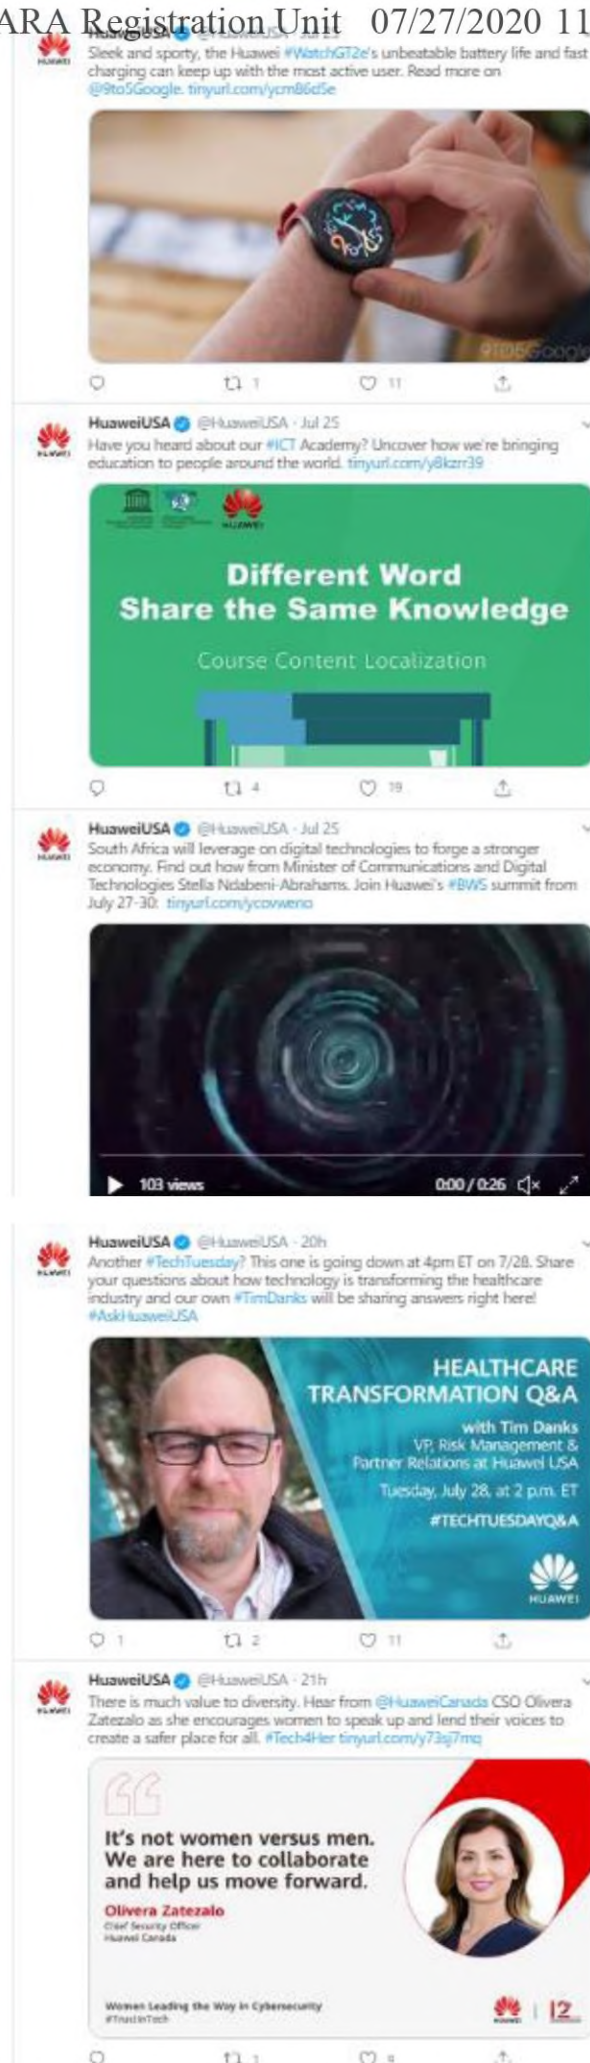 ARA Registration Unit 07/27/2020 11
HuaweiUSA @HuaweiUSA · Jul 25
Sleek and sporty, the Huawei #WatchGT2e's unbeatable battery life and fast
charging can keep up with the most active user. Read more on
@9to5Google. tinyurl.com/ycm86d5e
9TO5Google
1 11
HuaweiUSA @HuaweiUSA · Jul 25
Have you heard about our #ICT Academy? Uncover how we're bringing
education to people around the world. tinyurl.com/y8kzrr39
HUAWEI
Different Word
Share the Same Knowledge
Course Content Localization
4 19
HuaweiUSA @HuaweiUSA · Jul 25
South Africa will leverage on digital technologies to forge a stronger
economy. Find out how from Minister of Communications and Digital
Technologies Stella Ndabeni-Abrahams. Join Huawei's #BWS summit from
July 27-30: tinyurl.com/ycovweno
103 views 0:00 / 0:26
HuaweiUSA @HuaweiUSA · 20h
Another #TechTuesday? This one is going down at 4pm ET on 7/28. Share
your questions about how technology is transforming the healthcare
industry and our own #TimDanks will be sharing answers right here!
#AskHuaweiUSA
HEALTHCARE
TRANSFORMATION Q&A
with Tim Danks
VP, Risk Management &
Partner Relations at Huawei USA
Tuesday, July 28, at 2 p.m. ET
#TECHTUESDAYQ&A
HUAWEI
1 2 11
HuaweiUSA @HuaweiUSA · 21h
There is much value to diversity. Hear from @HuaweiCanada CSO Olivera
Zatezalo as she encourages women to speak up and lend their voices to
create a safer place for all. #Tech4Her tinyurl.com/y73sj7mq
It's not women versus men.
We are here to collaborate
and help us move forward.
Olivera Zatezalo
Chief Security Officer
Huawei Canada
Women Leading the Way in Cybersecurity
#TrustInTech
HUAWEI 12